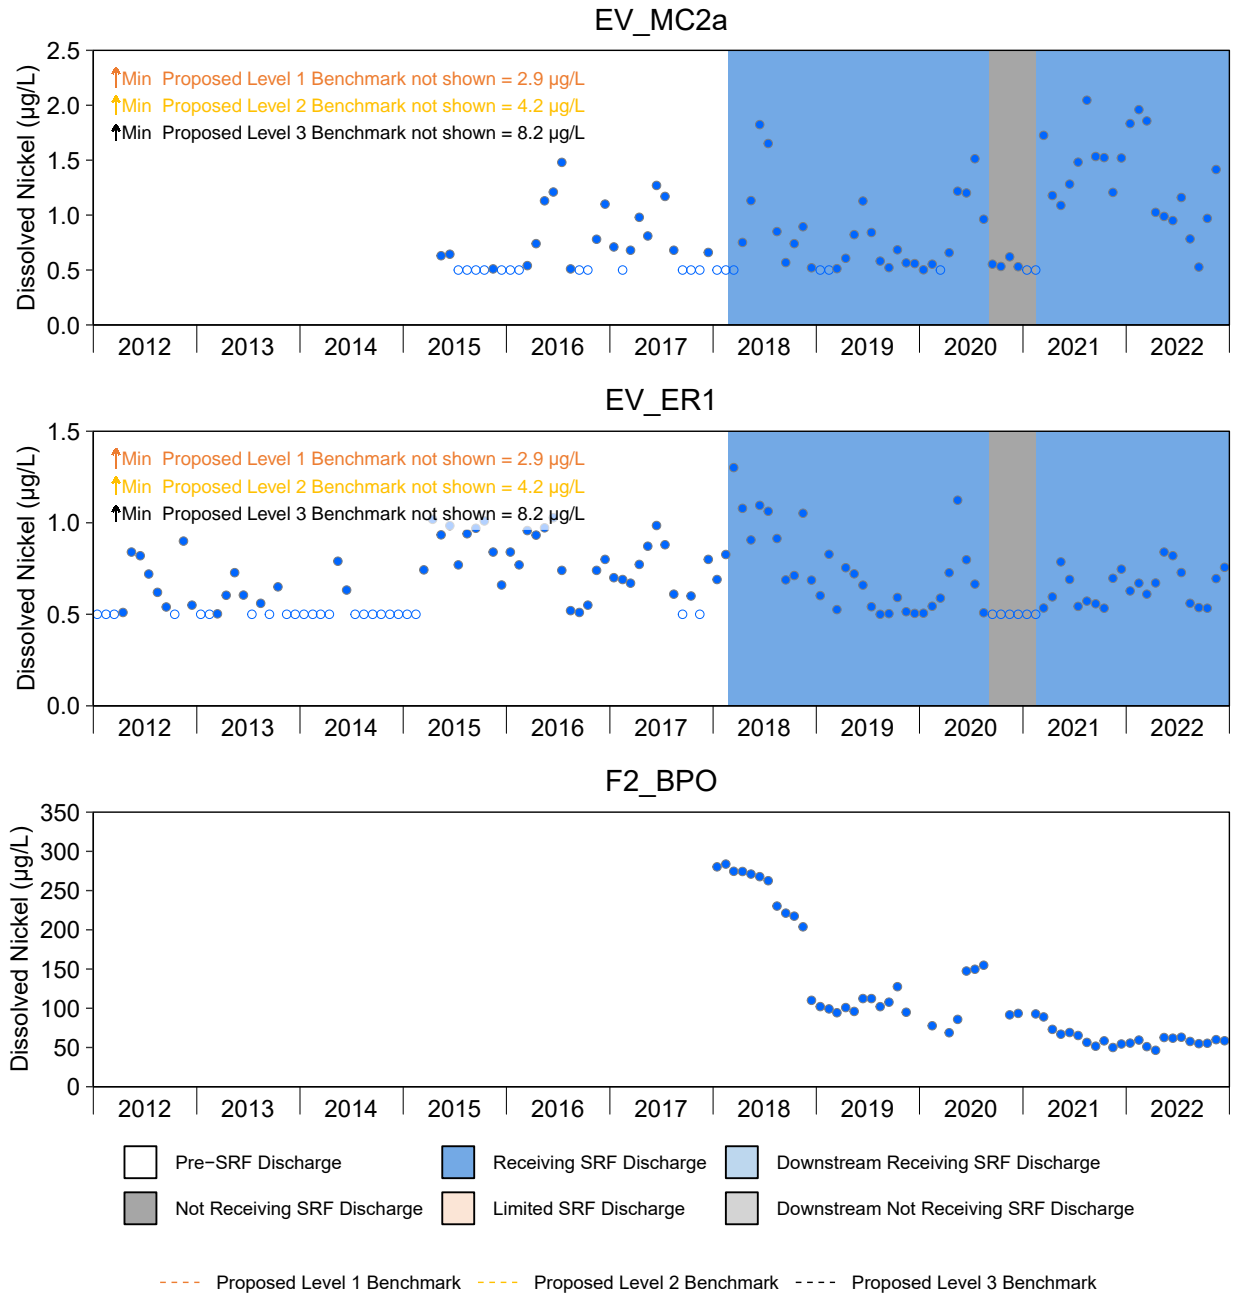 EV_MC2a
Dissolved Nickel (µg/L)
2.5
2.0
1.5
1.0
0.5
0.0
Min Proposed Level 1 Benchmark not shown = 2.9 µg/L
Min Proposed Level 2 Benchmark not shown = 4.2 µg/L
Min Proposed Level 3 Benchmark not shown = 8.2 µg/L
2012 2013 2014 2015 2016 2017 2018 2019 2020 2021 2022
EV_ER1
Dissolved Nickel (µg/L)
1.5
1.0
0.5
0.0
Min Proposed Level 1 Benchmark not shown = 2.9 µg/L
Min Proposed Level 2 Benchmark not shown = 4.2 µg/L
Min Proposed Level 3 Benchmark not shown = 8.2 µg/L
2012 2013 2014 2015 2016 2017 2018 2019 2020 2021 2022
F2_BPO
Dissolved Nickel (µg/L)
350
300
250
200
150
100
50
0
2012 2013 2014 2015 2016 2017 2018 2019 2020 2021 2022
Pre−SRF Discharge Receiving SRF Discharge Downstream Receiving SRF Discharge
Not Receiving SRF Discharge Limited SRF Discharge Downstream Not Receiving SRF Discharge
Proposed Level 1 Benchmark Proposed Level 2 Benchmark Proposed Level 3 Benchmark